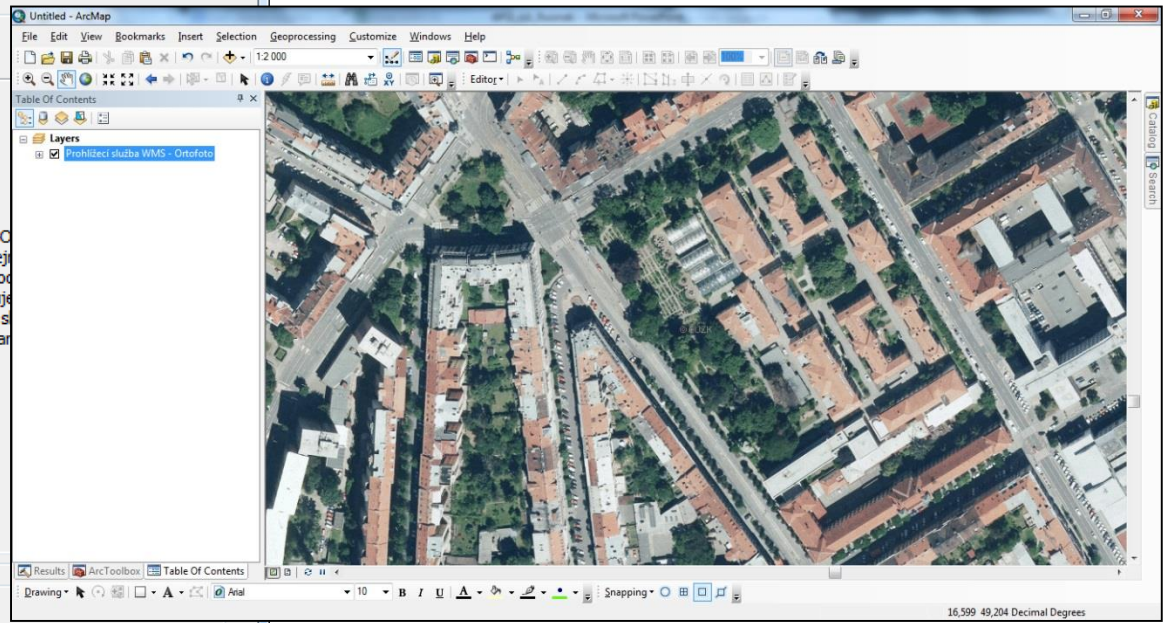 Untitled - ArcMap
File Edit View Bookmarks Insert Selection Geoprocessing Customize Windows Help
1:2 000
100%
Editor
Table Of Contents
Layers
Prohlížecí služba WMS - Ortofoto
Catalog
Search
© ČÚZK
Results ArcToolbox Table Of Contents
Drawing A Arial 10 B I U A Snapping
16,599 49,204 Decimal Degrees